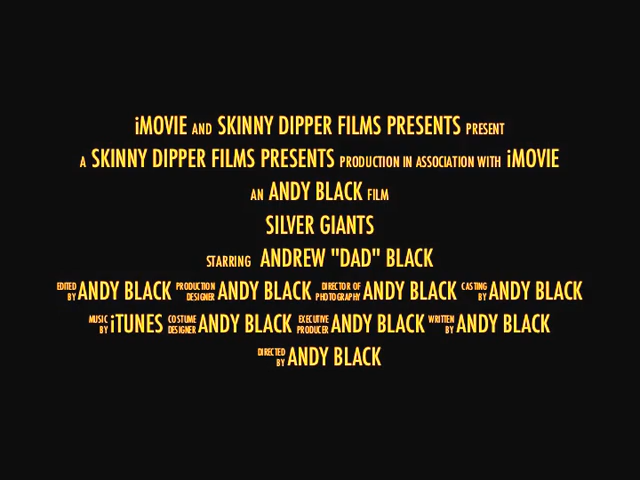 iMOVIE AND SKINNY DIPPER FILMS PRESENTS PRESENT
A SKINNY DIPPER FILMS PRESENTS PRODUCTION IN ASSOCIATION WITH iMOVIE
AN ANDY BLACK FILM
SILVER GIANTS
STARRING ANDREW "DAD" BLACK
EDITED BY ANDY BLACK PRODUCTION DESIGNER ANDY BLACK DIRECTOR OF PHOTOGRAPHY ANDY BLACK CASTING BY ANDY BLACK
MUSIC BY iTUNES COSTUME DESIGNER ANDY BLACK EXECUTIVE PRODUCER ANDY BLACK WRITTEN BY ANDY BLACK
DIRECTED BY ANDY BLACK